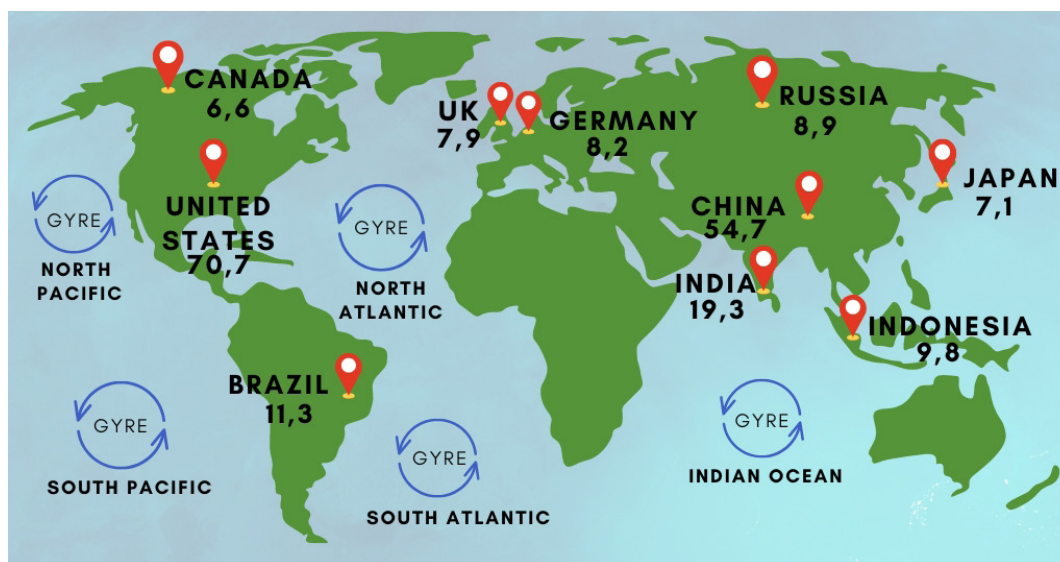 CANADA
6,6
UNITED
STATES
70,7
GYRE
NORTH
PACIFIC
GYRE
NORTH
ATLANTIC
UK
7,9
GERMANY
8,2
RUSSIA
8,9
JAPAN
7,1
CHINA
54,7
INDIA
19,3
INDONESIA
9,8
BRAZIL
11,3
GYRE
SOUTH PACIFIC
GYRE
SOUTH ATLANTIC
GYRE
INDIAN OCEAN